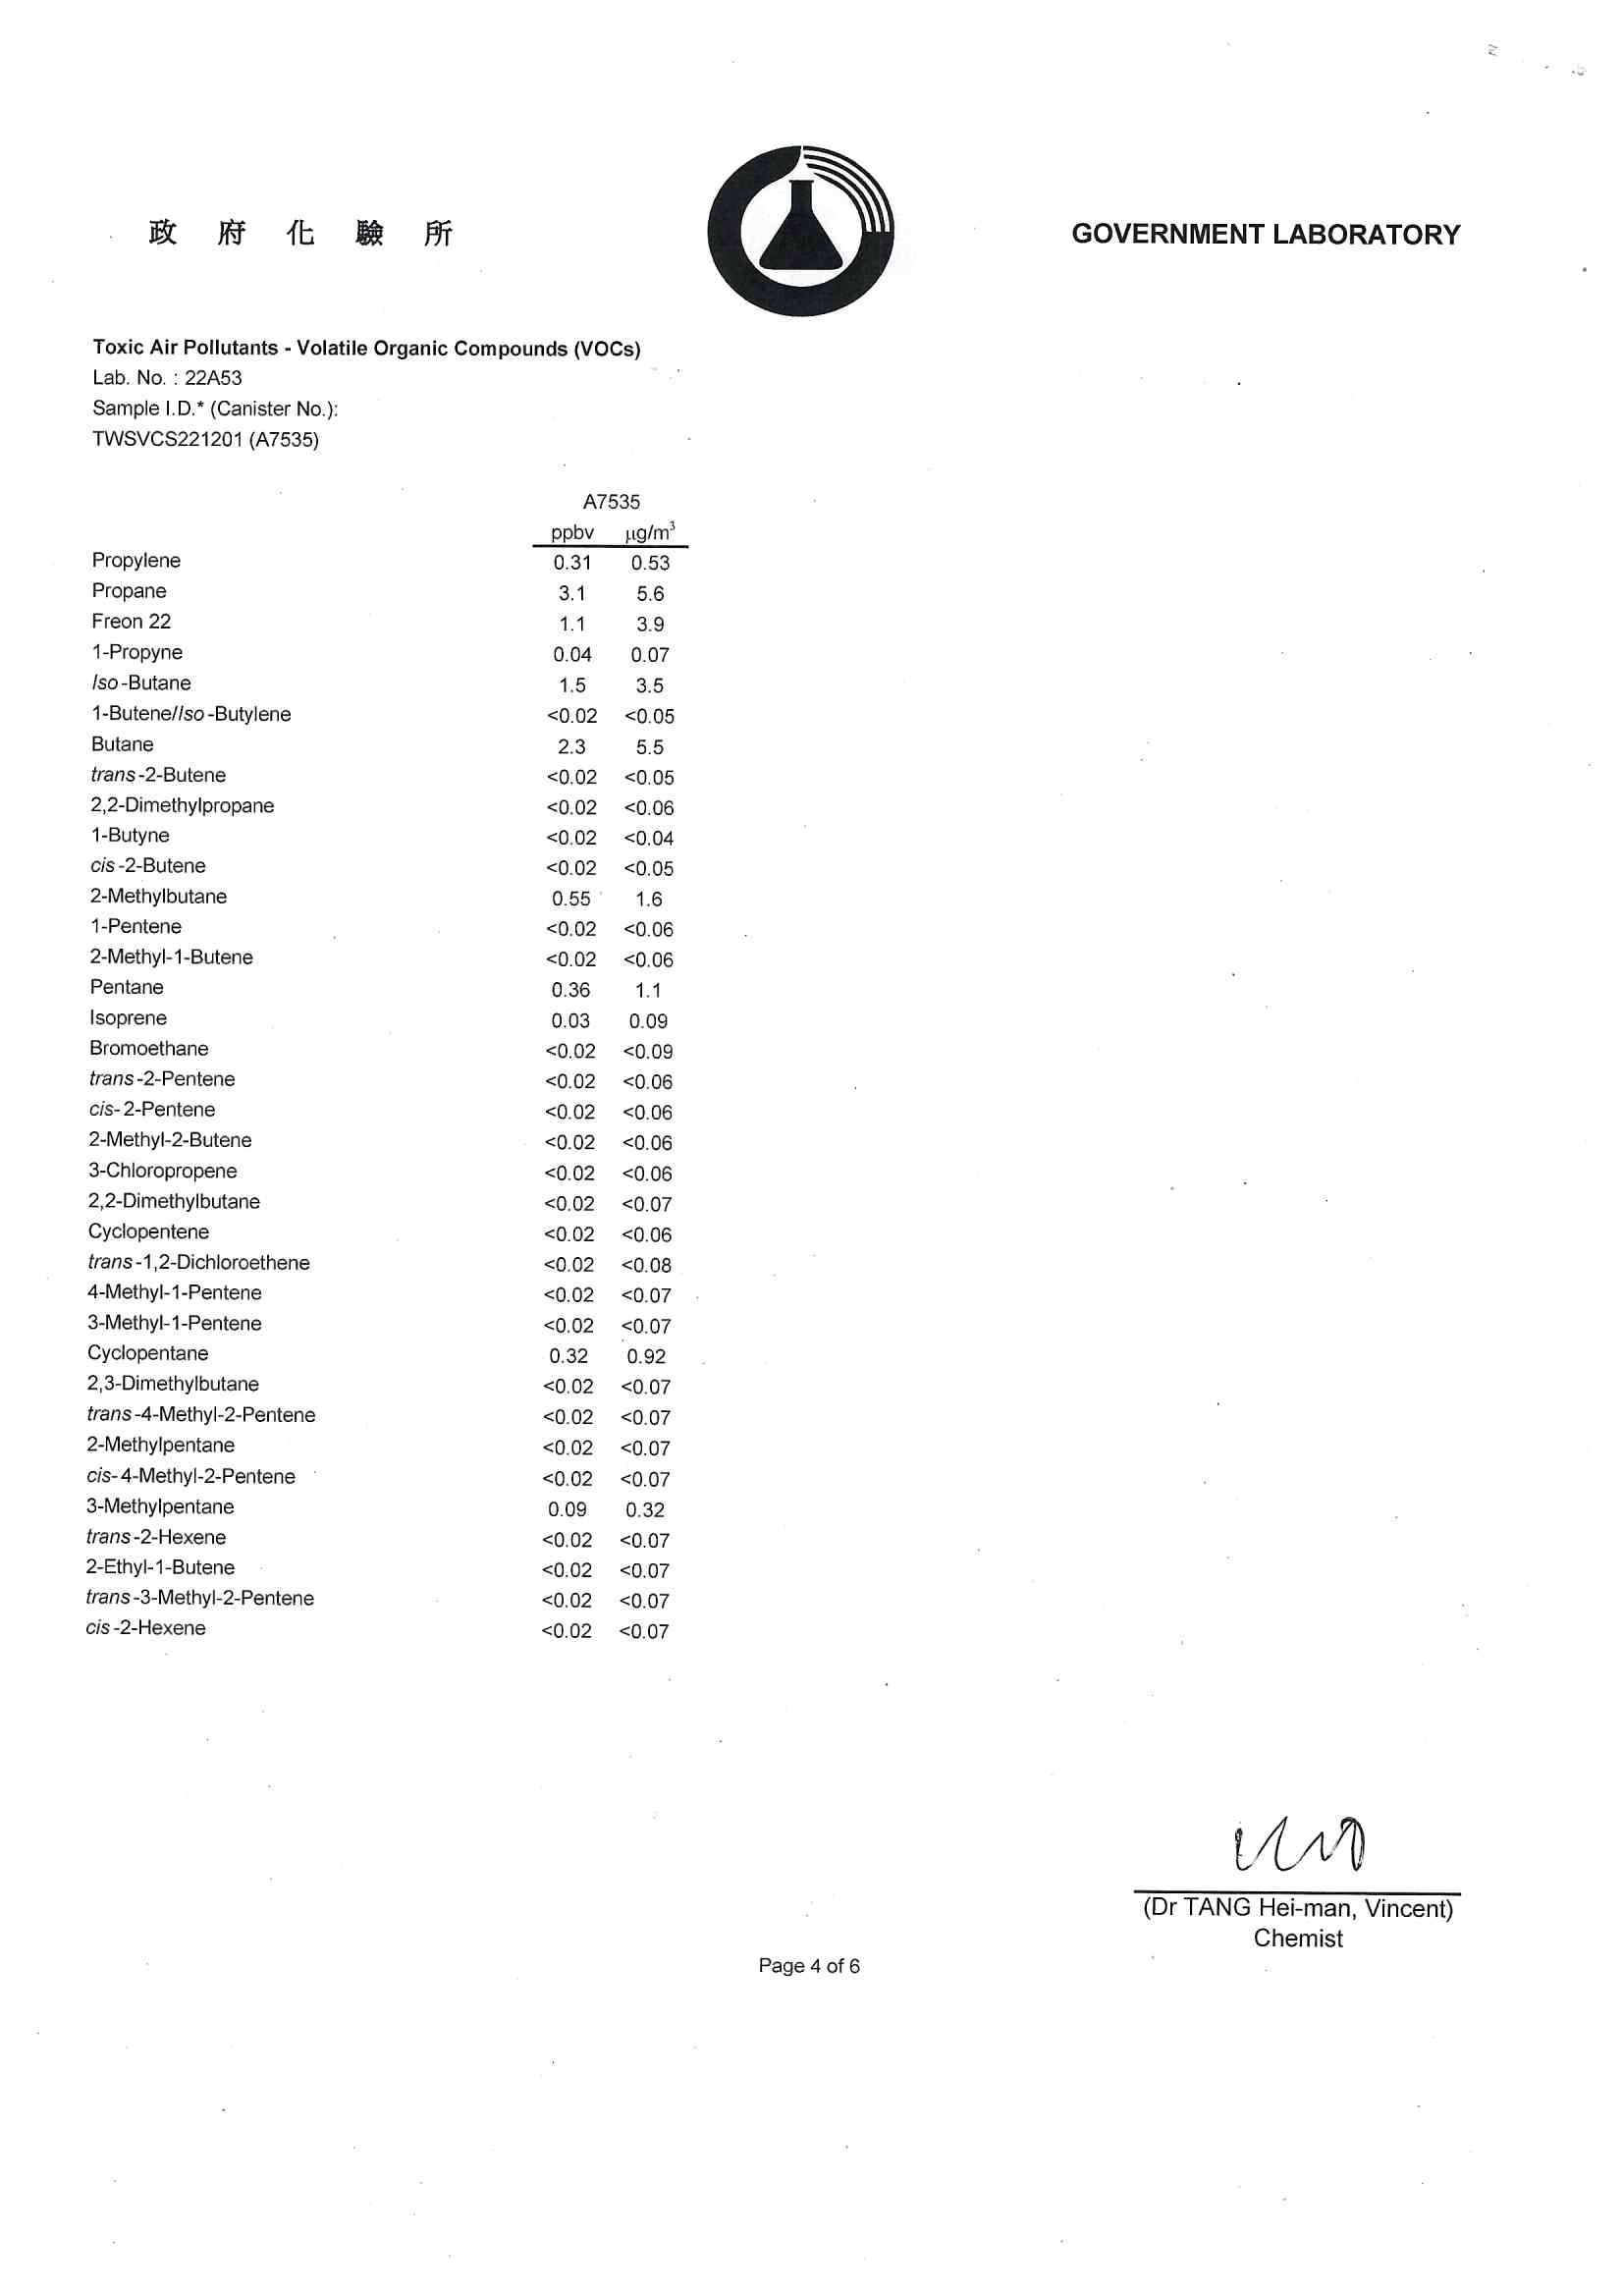 政 府 化 驗 所
GOVERNMENT LABORATORY
Toxic Air Pollutants - Volatile Organic Compounds (VOCs)
Lab. No. : 22A53
Sample I.D.* (Canister No.):
TWSVCS221201 (A7535)
A7535
ppbv µg/m³
Propylene 0.31 0.53
Propane 3.1 5.6
Freon 22 1.1 3.9
1-Propyne 0.04 0.07
Iso-Butane 1.5 3.5
1-Butene/Iso-Butylene <0.02 <0.05
Butane 2.3 5.5
trans-2-Butene <0.02 <0.05
2,2-Dimethylpropane <0.02 <0.06
1-Butyne <0.02 <0.04
cis-2-Butene <0.02 <0.05
2-Methylbutane 0.55 1.6
1-Pentene <0.02 <0.06
2-Methyl-1-Butene <0.02 <0.06
Pentane 0.36 1.1
Isoprene 0.03 0.09
Bromoethane <0.02 <0.09
trans-2-Pentene <0.02 <0.06
cis-2-Pentene <0.02 <0.06
2-Methyl-2-Butene <0.02 <0.06
3-Chloropropene <0.02 <0.06
2,2-Dimethylbutane <0.02 <0.07
Cyclopentene <0.02 <0.06
trans-1,2-Dichloroethene <0.02 <0.08
4-Methyl-1-Pentene <0.02 <0.07
3-Methyl-1-Pentene <0.02 <0.07
Cyclopentane 0.32 0.92
2,3-Dimethylbutane <0.02 <0.07
trans-4-Methyl-2-Pentene <0.02 <0.07
2-Methylpentane <0.02 <0.07
cis-4-Methyl-2-Pentene <0.02 <0.07
3-Methylpentane 0.09 0.32
trans-2-Hexene <0.02 <0.07
2-Ethyl-1-Butene <0.02 <0.07
trans-3-Methyl-2-Pentene <0.02 <0.07
cis-2-Hexene <0.02 <0.07
(Dr TANG Hei-man, Vincent)
Chemist
Page 4 of 6